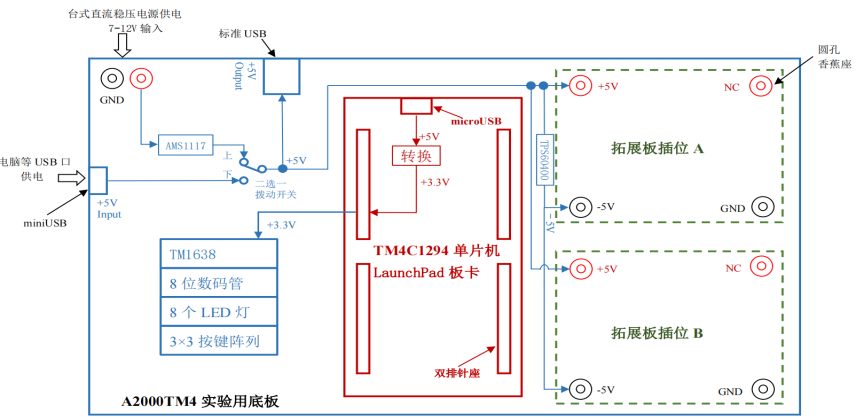 台式直流稳压电源供电
7-12V 输入
标准 USB
圆孔
香蕉座
+5V
Output
GND
+5V
NC
microUSB
+5V
AMS1117
上
+5V
转换
TPS60400
拓展板插位 A
电脑等 USB 口
供电
下
二选一
拨动开关
+3.3V
miniUSB
+5V
Input
+3.3V
-5V
-5V
GND
TM1638
8 位数码管
8 个 LED 灯
3×3 按键阵列
TM4C1294 单片机
LaunchPad 板卡
+5V
NC
拓展板插位 B
双排针座
-5V
GND
A2000TM4 实验用底板